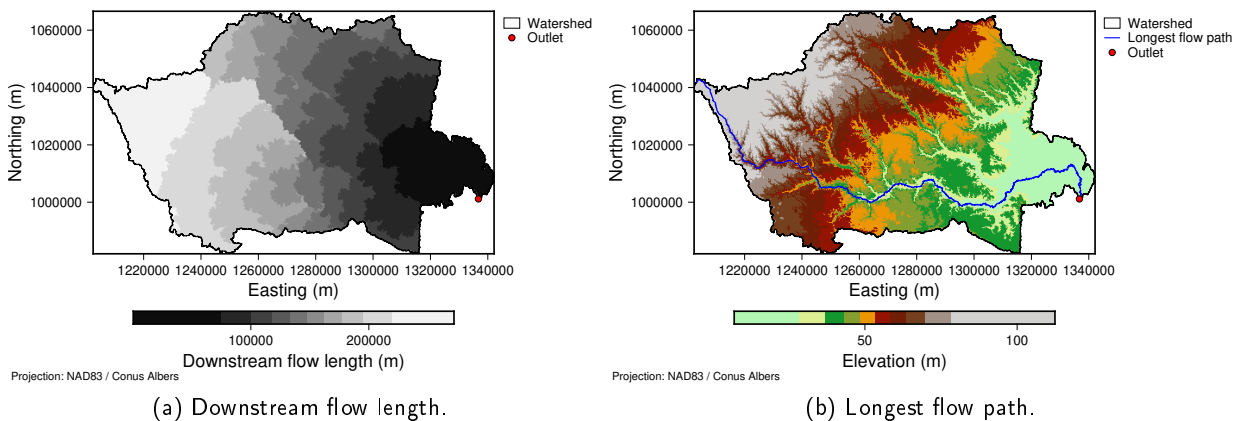 1060000
1040000
1020000
1000000
Northing (m)
1220000 1240000 1260000 1280000 1300000 1320000 1340000
Easting (m)
Watershed
Outlet
100000 200000
Downstream flow length (m)
Projection: NAD83 / Conus Albers
(a) Downstream flow length.
1060000
1040000
1020000
1000000
Northing (m)
1220000 1240000 1260000 1280000 1300000 1320000 1340000
Easting (m)
Watershed
Longest flow path
Outlet
50 100
Elevation (m)
Projection: NAD83 / Conus Albers
(b) Longest flow path.